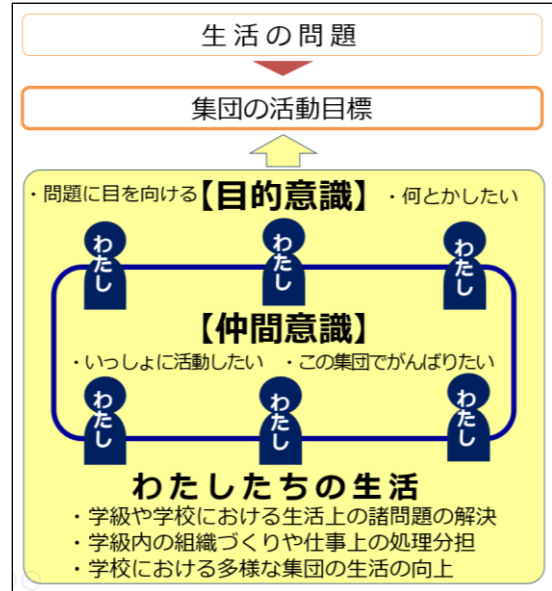 生活の問題
集団の活動目標
・問題に目を向ける【目的意識】・何とかしたい
わたし わたし わたし
【仲間意識】
・いっしょに活動したい ・この集団でがんばりたい
わたし わたし わたし
わたしたちの生活
・学級や学校における生活上の諸問題の解決
・学級内の組織づくりや仕事上の処理分担
・学校における多様な集団の生活の向上